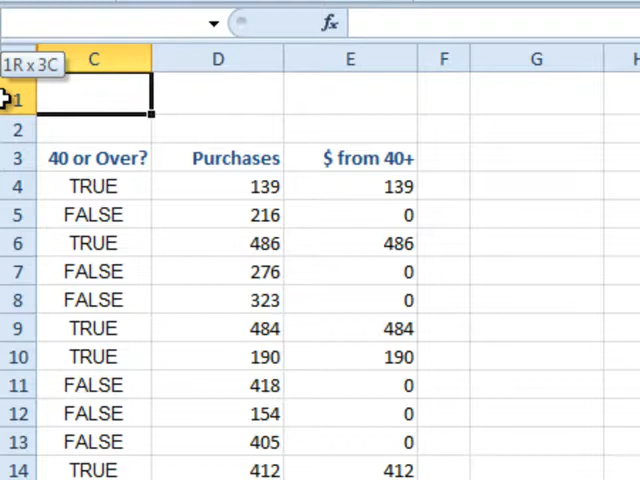 fx
1R x 3C C D E F G H
1
2
3 40 or Over? Purchases $ from 40+
4 TRUE 139 139
5 FALSE 216 0
6 TRUE 486 486
7 FALSE 276 0
8 FALSE 323 0
9 TRUE 484 484
10 TRUE 190 190
11 FALSE 418 0
12 FALSE 154 0
13 FALSE 405 0
14 TRUE 412 412